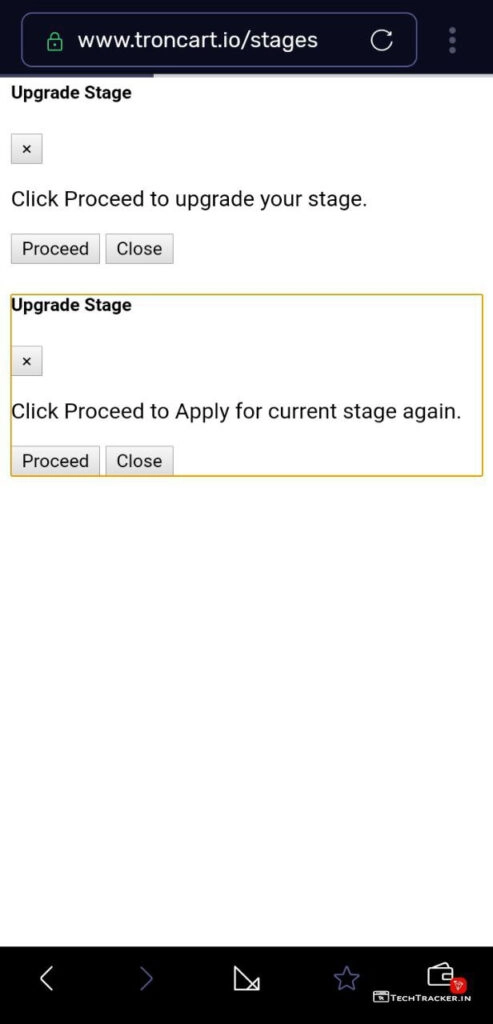 www.troncart.io/stages
Upgrade Stage
×
Click Proceed to upgrade your stage.
Proceed Close
Upgrade Stage
×
Click Proceed to Apply for current stage again.
Proceed Close
TechTracker.in